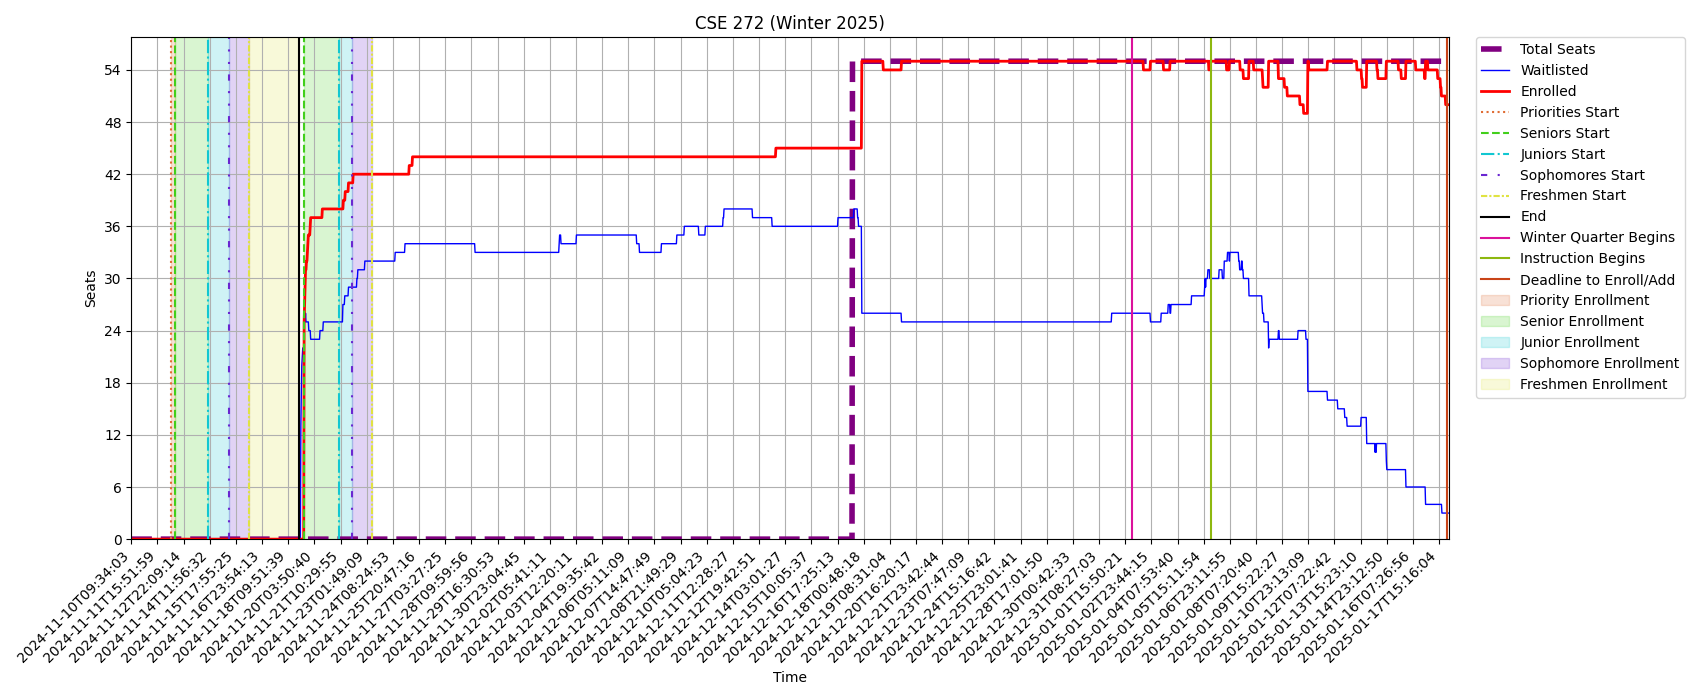 CSE 272 (Winter 2025)
Seats
54
48
42
36
30
24
18
12
6
0
2024-11-10T09:34:03
2024-11-11T15:51:59
2024-11-12T22:09:14
2024-11-14T11:56:32
2024-11-15T17:55:25
2024-11-16T23:54:13
2024-11-18T09:51:39
2024-11-20T03:50:40
2024-11-21T10:29:55
2024-11-23T01:49:09
2024-11-24T08:24:53
2024-11-25T20:47:16
2024-11-27T03:27:25
2024-11-28T09:59:56
2024-11-29T16:30:53
2024-11-30T23:04:45
2024-12-02T05:41:11
2024-12-03T12:20:11
2024-12-04T19:35:42
2024-12-06T05:11:09
2024-12-07T14:47:49
2024-12-08T21:49:29
2024-12-10T05:04:23
2024-12-11T12:28:27
2024-12-12T19:42:51
2024-12-14T03:01:27
2024-12-15T10:05:37
2024-12-16T17:25:13
2024-12-18T00:48:18
2024-12-19T08:31:04
2024-12-20T16:20:17
2024-12-21T23:42:44
2024-12-23T07:47:09
2024-12-24T15:16:42
2024-12-25T23:01:41
2024-12-28T17:01:50
2024-12-30T00:42:33
2024-12-31T08:27:03
2025-01-01T15:50:21
2025-01-02T23:44:15
2025-01-04T07:53:40
2025-01-05T15:11:54
2025-01-06T23:11:55
2025-01-08T07:20:40
2025-01-09T15:22:27
2025-01-10T23:13:09
2025-01-12T07:22:42
2025-01-13T15:23:10
2025-01-14T23:12:50
2025-01-16T07:26:56
2025-01-17T15:16:04
Time
Total Seats
Waitlisted
Enrolled
Priorities Start
Seniors Start
Juniors Start
Sophomores Start
Freshmen Start
End
Winter Quarter Begins
Instruction Begins
Deadline to Enroll/Add
Priority Enrollment
Senior Enrollment
Junior Enrollment
Sophomore Enrollment
Freshmen Enrollment